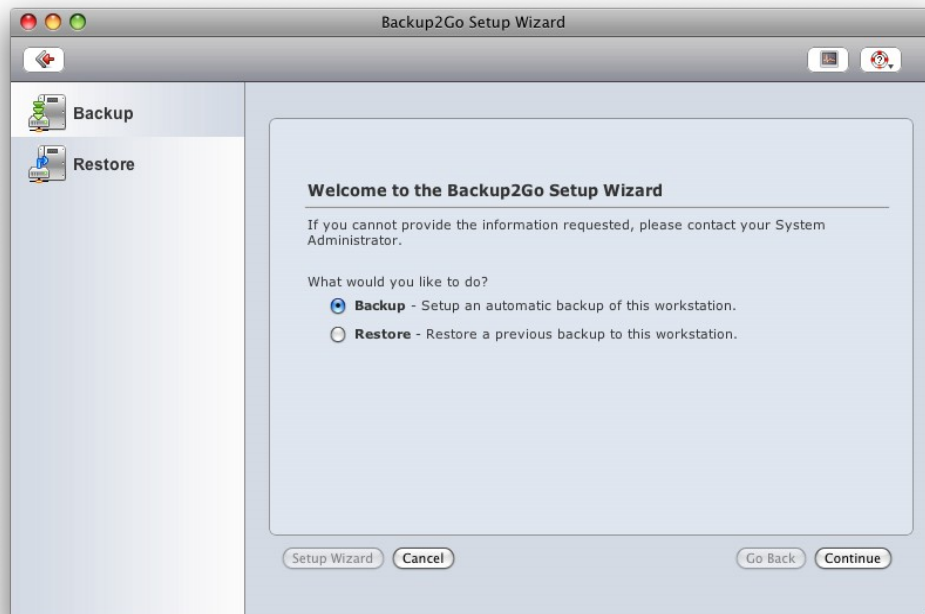 Backup2Go Setup Wizard
Backup
Restore
Welcome to the Backup2Go Setup Wizard
If you cannot provide the information requested, please contact your System
Administrator.
What would you like to do?
Backup - Setup an automatic backup of this workstation.
Restore - Restore a previous backup to this workstation.
Setup Wizard
Cancel
Go Back
Continue